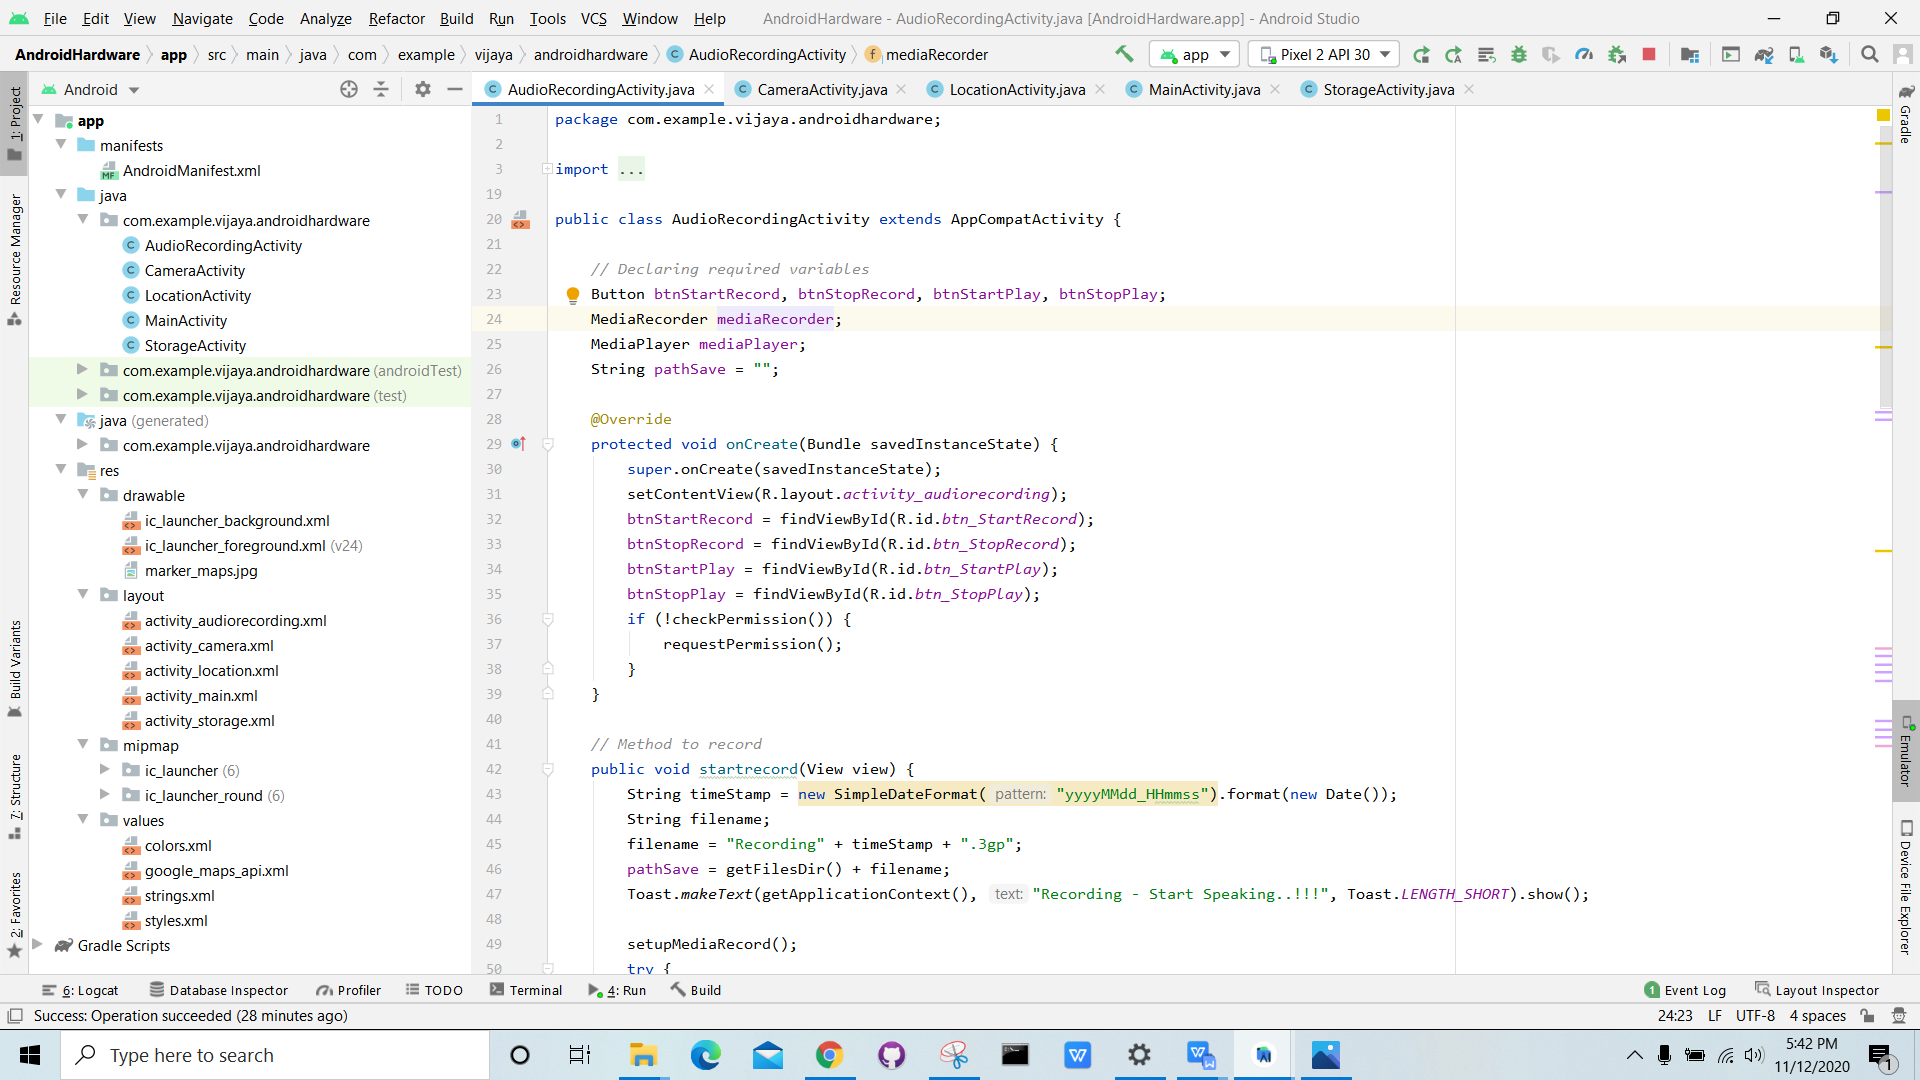 File Edit View Navigate Code Analyze Refactor Build Run Tools VCS Window Help AndroidHardware - AudioRecordingActivity.java [AndroidHardware.app] - Android Studio
AndroidHardware app src main java com example vijaya androidhardware C AudioRecordingActivity f mediaRecorder app Pixel 2 API 30
Android
AudioRecordingActivity.java CameraActivity.java LocationActivity.java MainActivity.java StorageActivity.java
1: Project
Resource Manager
Build Variants
7: Structure
2: Favorites
app
manifests
AndroidManifest.xml
java
com.example.vijaya.androidhardware
AudioRecordingActivity
CameraActivity
LocationActivity
MainActivity
StorageActivity
com.example.vijaya.androidhardware (androidTest)
com.example.vijaya.androidhardware (test)
java (generated)
com.example.vijaya.androidhardware
res
drawable
ic_launcher_background.xml
ic_launcher_foreground.xml (v24)
marker_maps.jpg
layout
activity_audiorecording.xml
activity_camera.xml
activity_location.xml
activity_main.xml
activity_storage.xml
mipmap
ic_launcher (6)
ic_launcher_round (6)
values
colors.xml
google_maps_api.xml
strings.xml
styles.xml
Gradle Scripts
1 package com.example.vijaya.androidhardware;
2
3 import ...
19
20 public class AudioRecordingActivity extends AppCompatActivity {
21
22 // Declaring required variables
23 Button btnStartRecord, btnStopRecord, btnStartPlay, btnStopPlay;
24 MediaRecorder mediaRecorder;
25 MediaPlayer mediaPlayer;
26 String pathSave = "";
27
28 @Override
29 protected void onCreate(Bundle savedInstanceState) {
30 super.onCreate(savedInstanceState);
31 setContentView(R.layout.activity_audiorecording);
32 btnStartRecord = findViewById(R.id.btn_StartRecord);
33 btnStopRecord = findViewById(R.id.btn_StopRecord);
34 btnStartPlay = findViewById(R.id.btn_StartPlay);
35 btnStopPlay = findViewById(R.id.btn_StopPlay);
36 if (!checkPermission()) {
37 requestPermission();
38 }
39 }
40
41 // Method to record
42 public void startrecord(View view) {
43 String timeStamp = new SimpleDateFormat( pattern: "yyyyMMdd_HHmmss").format(new Date());
44 String filename;
45 filename = "Recording" + timeStamp + ".3gp";
46 pathSave = getFilesDir() + filename;
47 Toast.makeText(getApplicationContext(), text: "Recording - Start Speaking..!!!", Toast.LENGTH_SHORT).show();
48
49 setupMediaRecord();
50 try {
Gradle
Emulator
Device File Explorer
6: Logcat Database Inspector Profiler TODO Terminal 4: Run Build 1 Event Log Layout Inspector
Success: Operation succeeded (28 minutes ago) 24:23 LF UTF-8 4 spaces
Type here to search
5:42 PM
11/12/2020
1